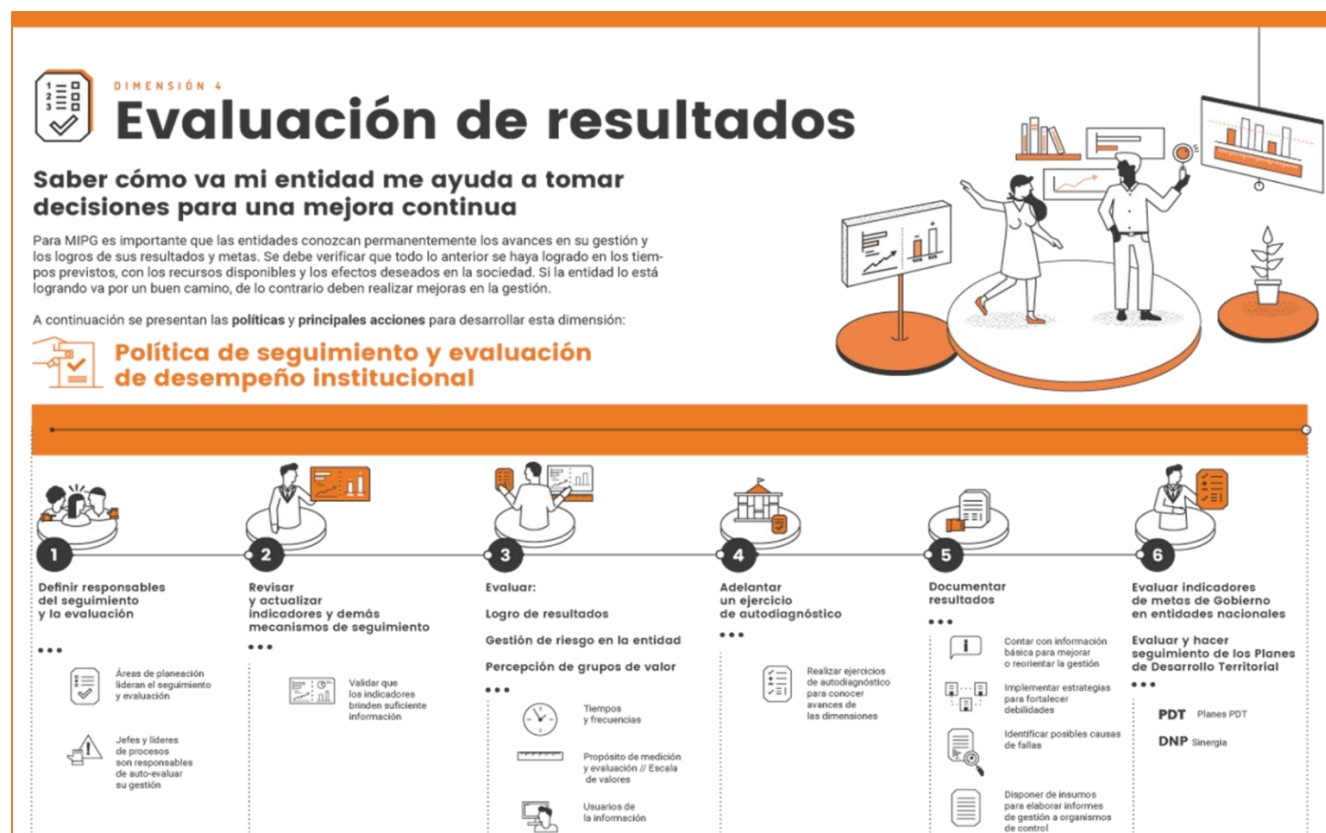 DIMENSIÓN 4
Evaluación de resultados
Saber cómo va mi entidad me ayuda a tomar
decisiones para una mejora continua
Para MIPG es importante que las entidades conozcan permanentemente los avances en su gestión y
los logros de sus resultados y metas. Se debe verificar que todo lo anterior se haya logrado en los tiem-
pos previstos, con los recursos disponibles y los efectos deseados en la sociedad. Si la entidad lo está
logrando va por un buen camino, de lo contrario deben realizar mejoras en la gestión.
A continuación se presentan las políticas y principales acciones para desarrollar esta dimensión:
Política de seguimiento y evaluación
de desempeño institucional
1
Definir responsables
del seguimiento
y la evaluación
Áreas de planeación
lideran el seguimiento
y evaluación
Jefes y líderes
de procesos
son responsables
de auto-evaluar
su gestión
2
Revisar
y actualizar
indicadores y demás
mecanismos de seguimiento
Validar que
los indicadores
brinden suficiente
información
3
Evaluar:
Logro de resultados
Gestión de riesgo en la entidad
Percepción de grupos de valor
Tiempos
y frecuencias
Propósito de medición
y evaluación // Escala
de valores
Usuarios de
la información
4
Adelantar
un ejercicio
de autodiagnóstico
Realizar ejercicios
de autodiagnóstico
para conocer
avances de
las dimensiones
5
Documentar
resultados
Contar con información
básica para mejorar
o reorientar la gestión
Implementar estrategias
para fortalecer
debilidades
Identificar posibles causas
de fallas
Disponer de insumos
para elaborar informes
de gestión a organismos
de control
6
Evaluar indicadores
de metas de Gobierno
en entidades nacionales
Evaluar y hacer
seguimiento de los Planes
de Desarrollo Territorial
PDT Planes PDT
DNP Sinergia